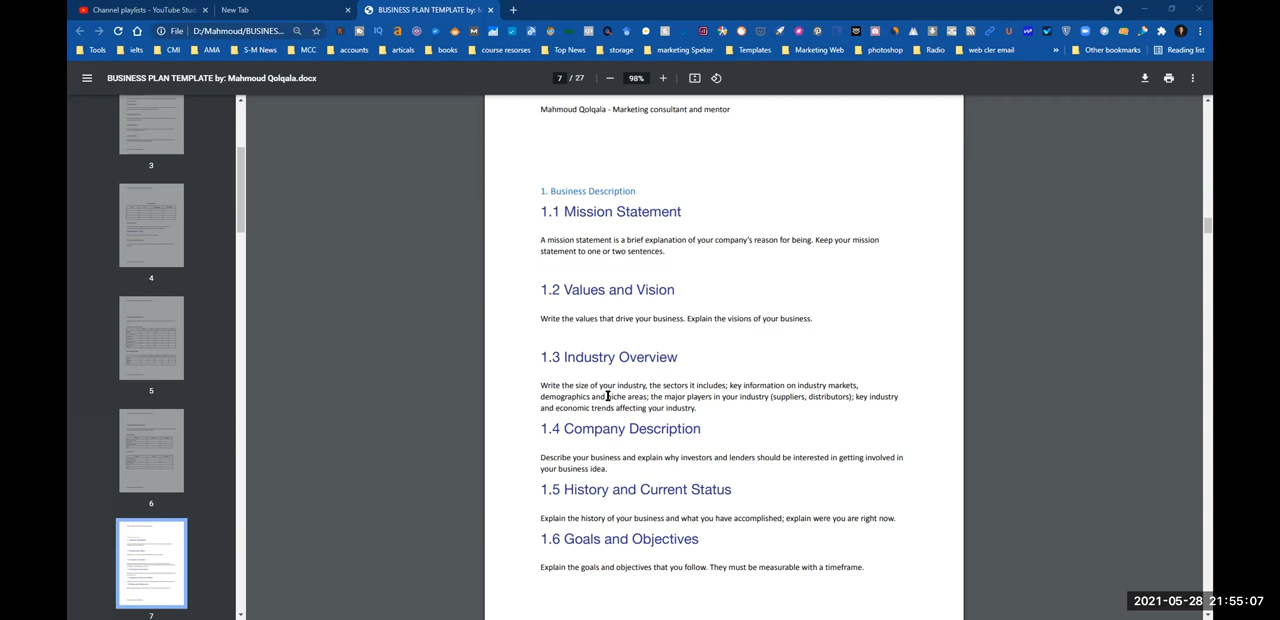 Channel playlists - YouTube Stud
New Tab
BUSINESS PLAN TEMPLATE by: M
File
D:/Mahmoud/BUSINES...
Tools
ielts
CMI
AMA
S-M News
MCC
accounts
articals
books
course resorses
Top News
storage
marketing Speker
Templates
Marketing Web
photoshop
Radio
web cler email
»
Other bookmarks
Reading list
BUSINESS PLAN TEMPLATE by: Mahmoud Qolqala.docx
7 / 27
98%
3
4
5
6
7
Mahmoud Qolqala - Marketing consultant and mentor
1. Business Description
1.1 Mission Statement
A mission statement is a brief explanation of your company's reason for being. Keep your mission
statement to one or two sentences.
1.2 Values and Vision
Write the values that drive your business. Explain the visions of your business.
1.3 Industry Overview
Write the size of your industry, the sectors it includes; key information on industry markets,
demographics and niche areas; the major players in your industry (suppliers, distributors); key industry
and economic trends affecting your industry.
1.4 Company Description
Describe your business and explain why investors and lenders should be interested in getting involved in
your business idea.
1.5 History and Current Status
Explain the history of your business and what you have accomplished; explain were you are right now.
1.6 Goals and Objectives
Explain the goals and objectives that you follow. They must be measurable with a timeframe.
2021-05-28 21:55:07